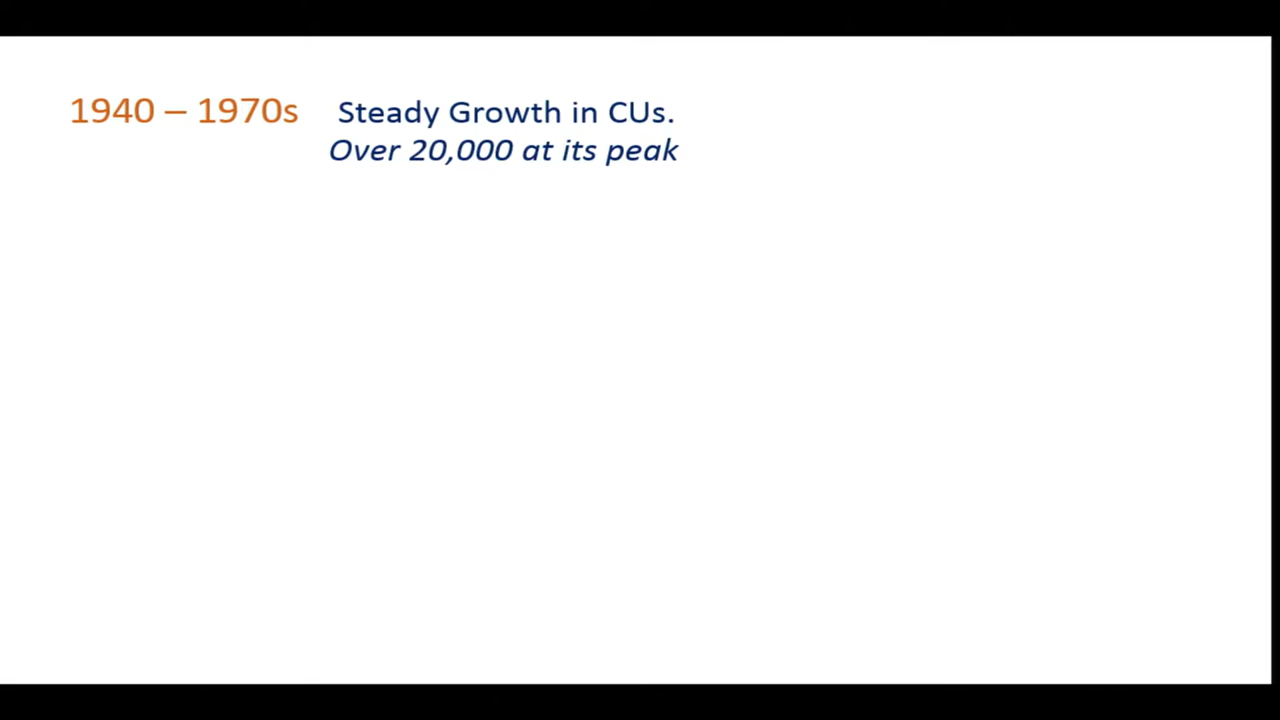 1940 – 1970s Steady Growth in CUs.
Over 20,000 at its peak